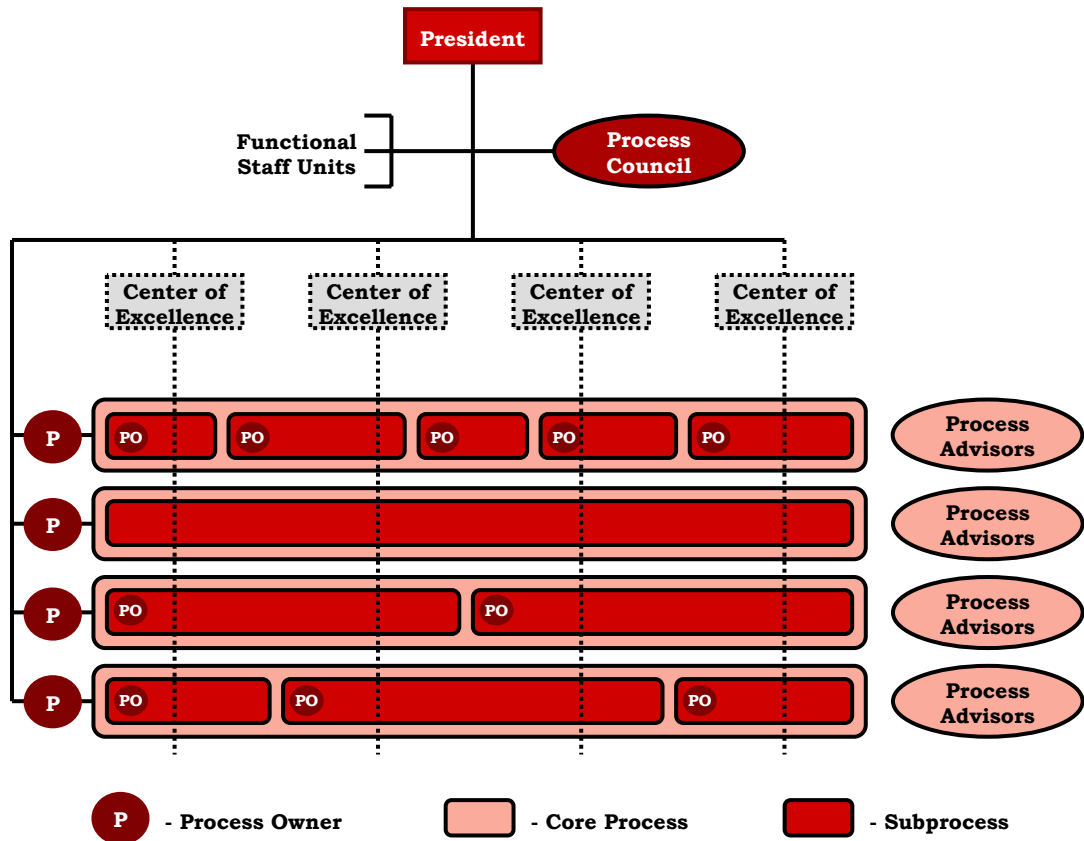 President
Functional
Staff Units
Process
Council
Center of
Excellence
Center of
Excellence
Center of
Excellence
Center of
Excellence
P
PO
PO
PO
PO
PO
Process
Advisors
P
Process
Advisors
P
PO
PO
Process
Advisors
P
PO
PO
PO
Process
Advisors
P
- Process Owner
- Core Process
- Subprocess